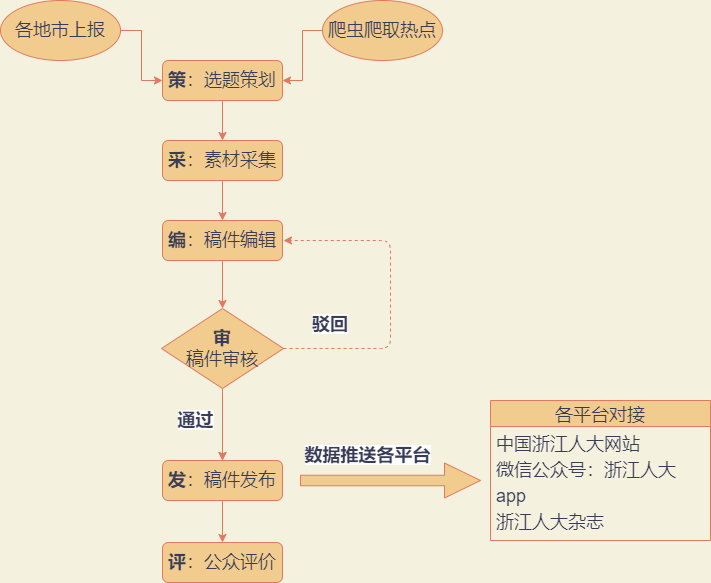 各地市上报
爬虫爬取热点
策：选题策划
采：素材采集
编：稿件编辑
驳回
审
稿件审核
通过
发：稿件发布
数据推送各平台
各平台对接
中国浙江人大网站
微信公众号：浙江人大
app
浙江人大杂志
评：公众评价